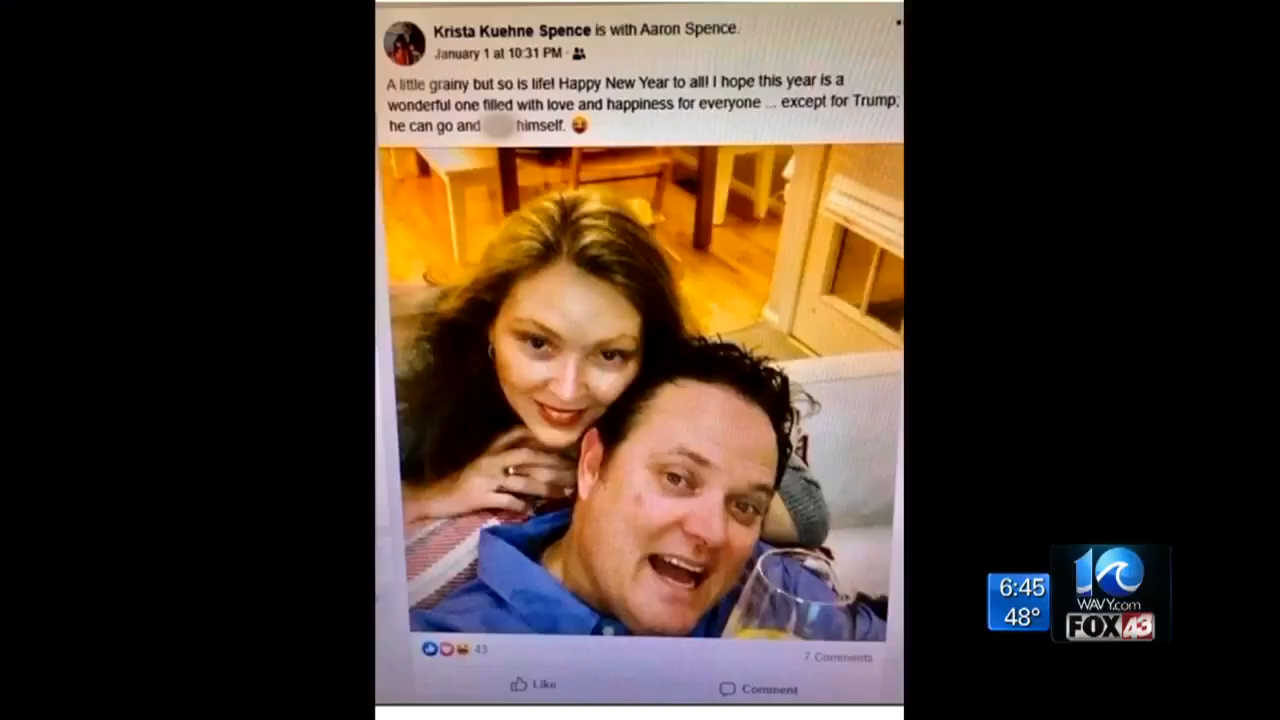 Krista Kuehne Spence is with Aaron Spence.
January 1 at 10:31 PM ·
A little grainy but so is life! Happy New Year to all! I hope this year is a
wonderful one filled with love and happiness for everyone ... except for Trump;
he can go and himself. 😝
43
7 Comments
Like
Comment
6:45
48°
10
WAVY.com
FOX 43